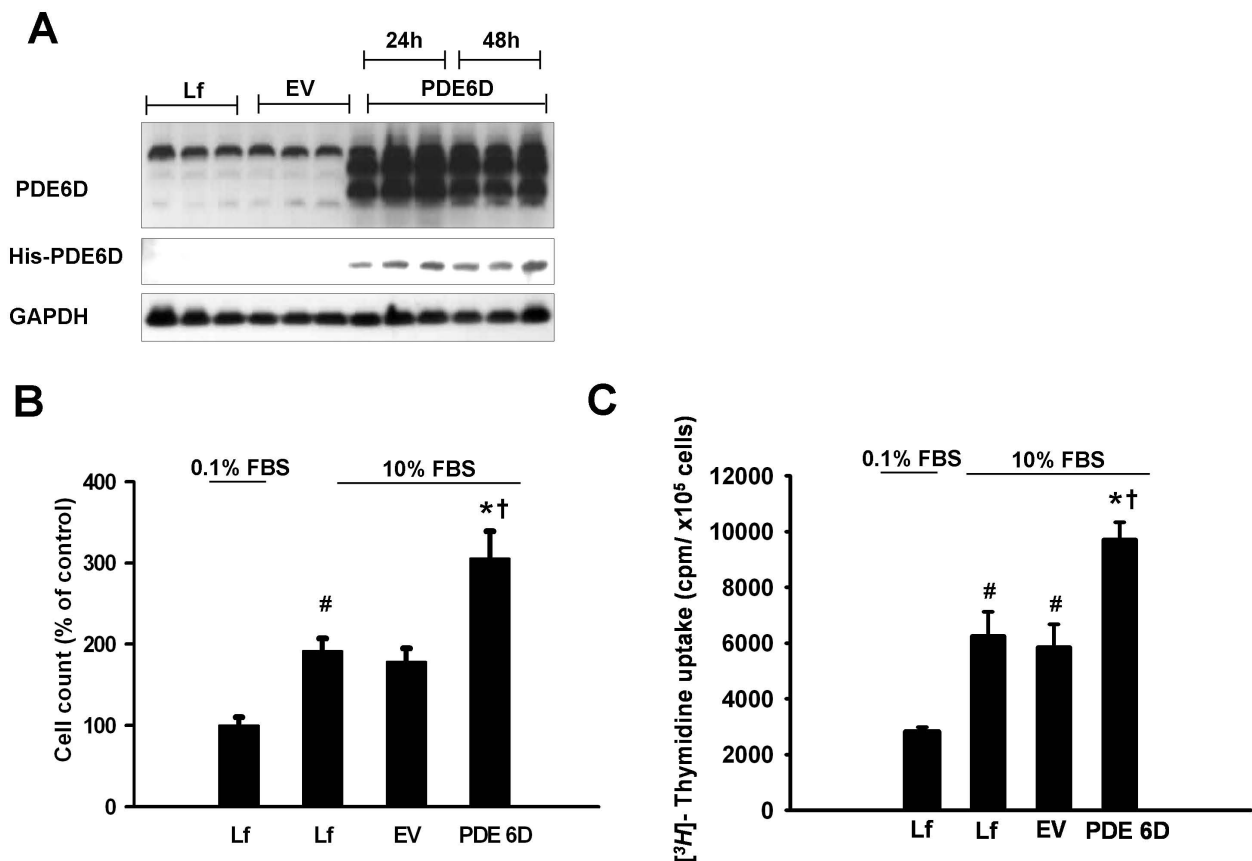 A
24h 48h
Lf EV PDE6D
PDE6D
His-PDE6D
GAPDH
B
0.1% FBS 10% FBS
Cell count (% of control)
400
300
200
100
0
#
*†
Lf Lf EV PDE 6D
C
0.1% FBS 10% FBS
[³H]- Thymidine uptake (cpm/ x10⁵ cells)
12000
10000
8000
6000
4000
2000
0
# #
*†
Lf Lf EV PDE 6D